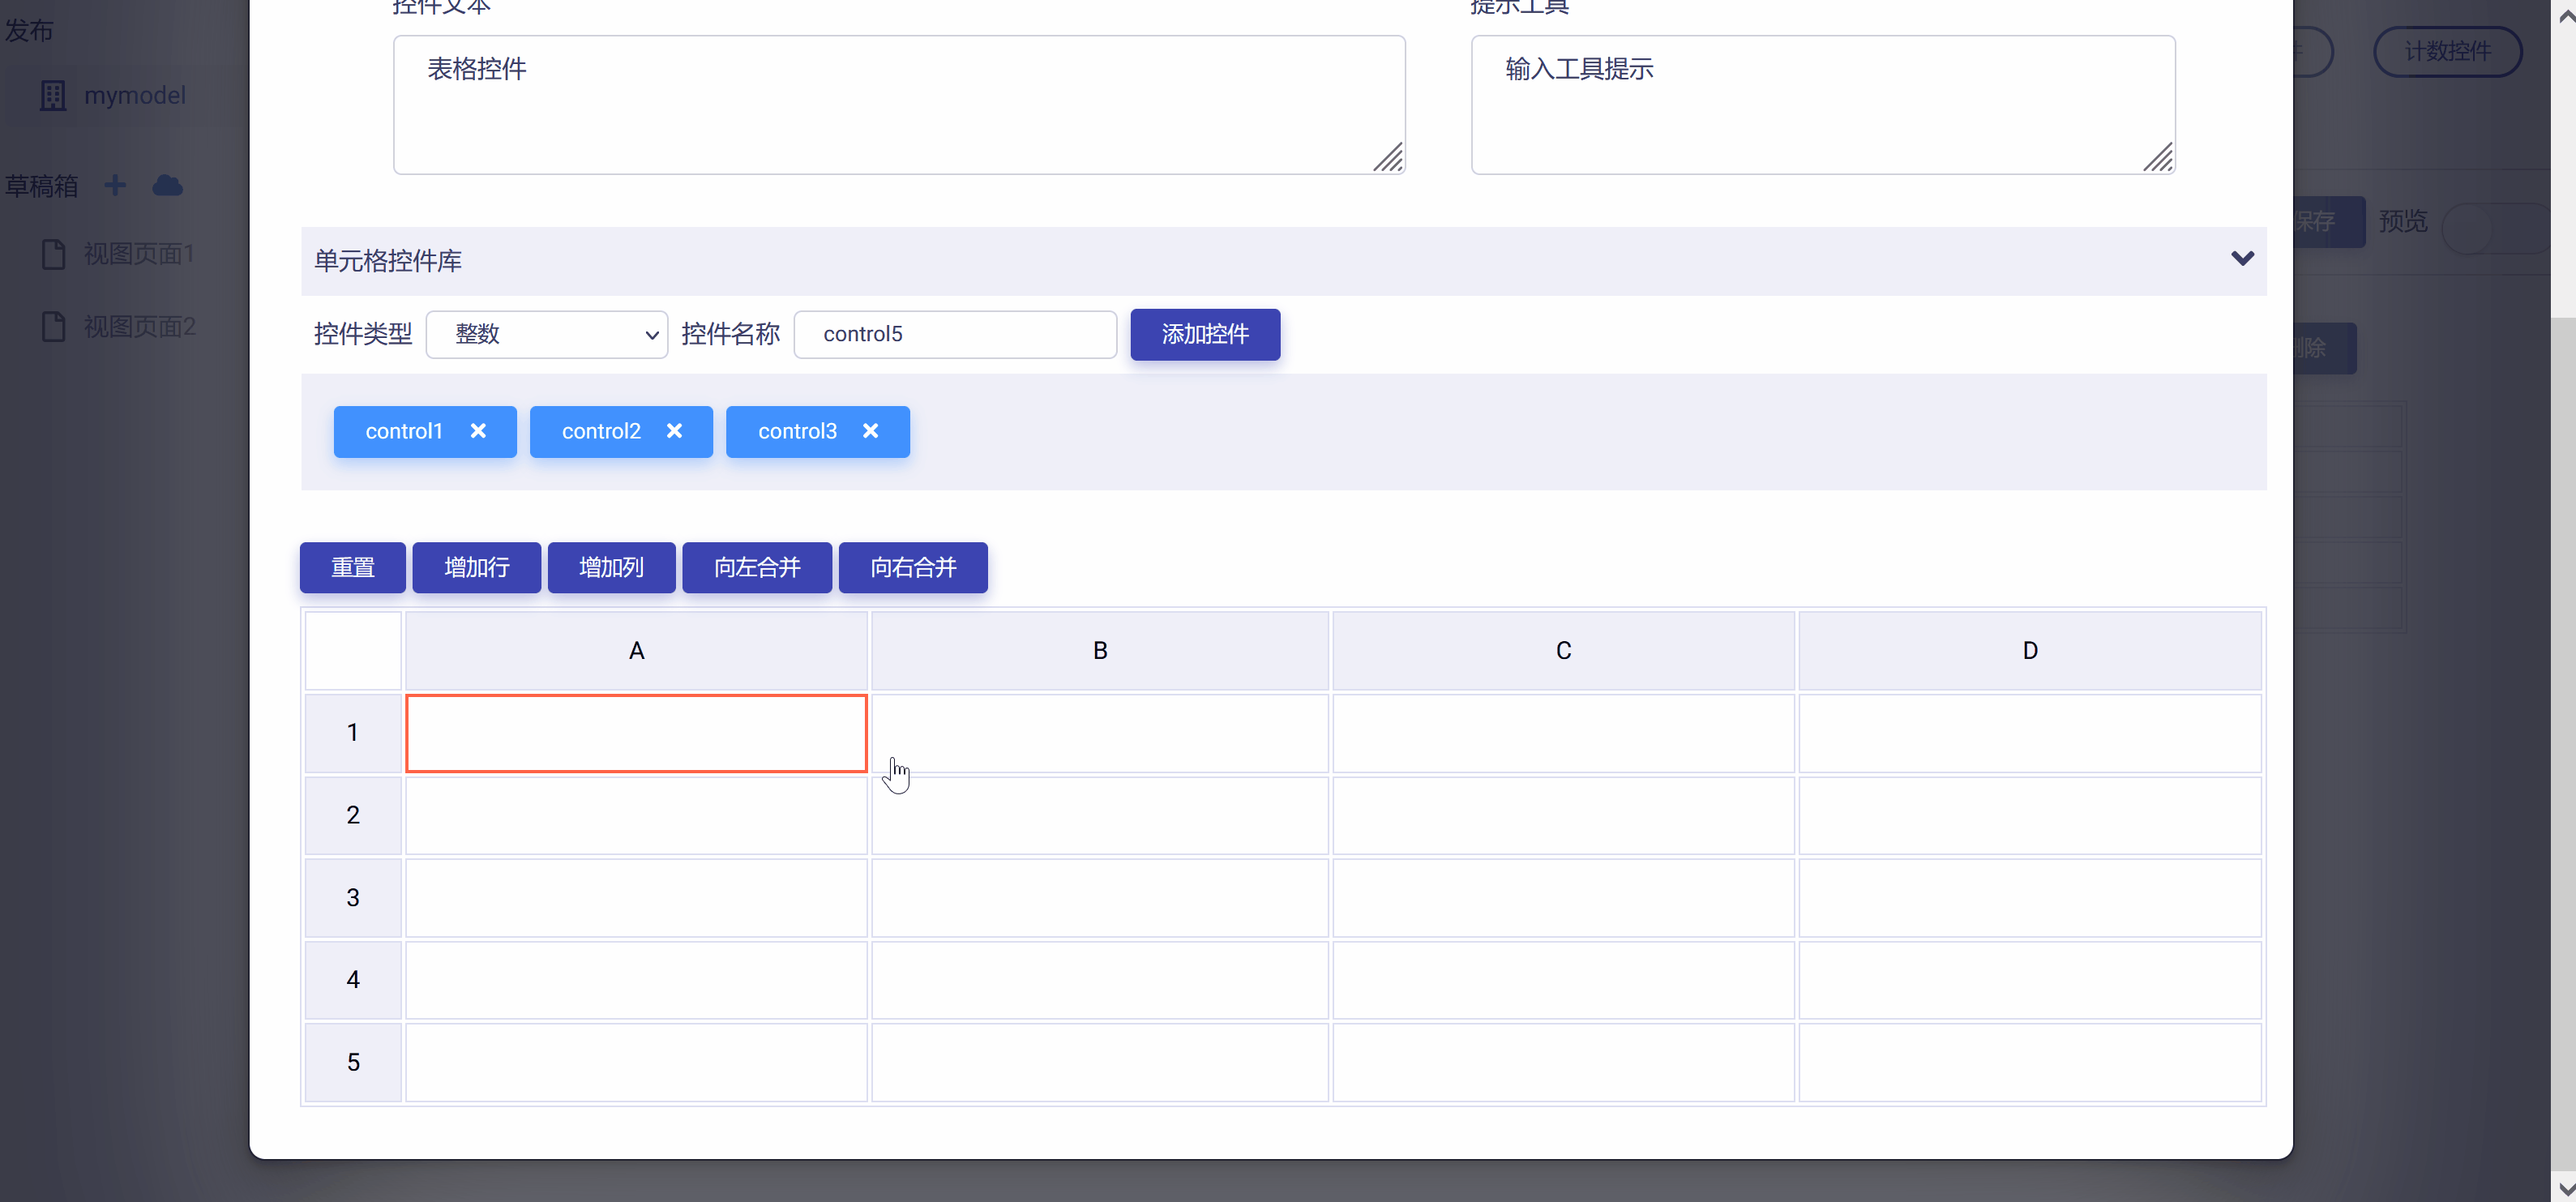 发布
mymodel
草稿箱
视图页面1
视图页面2
控件文本
提示工具
表格控件
输入工具提示
计数控件
保存
预览
单元格控件库
控件类型
整数
控件名称
control5
添加控件
删除
control1
control2
control3
重置
增加行
增加列
向左合并
向右合并
A B C D
1
2
3
4
5